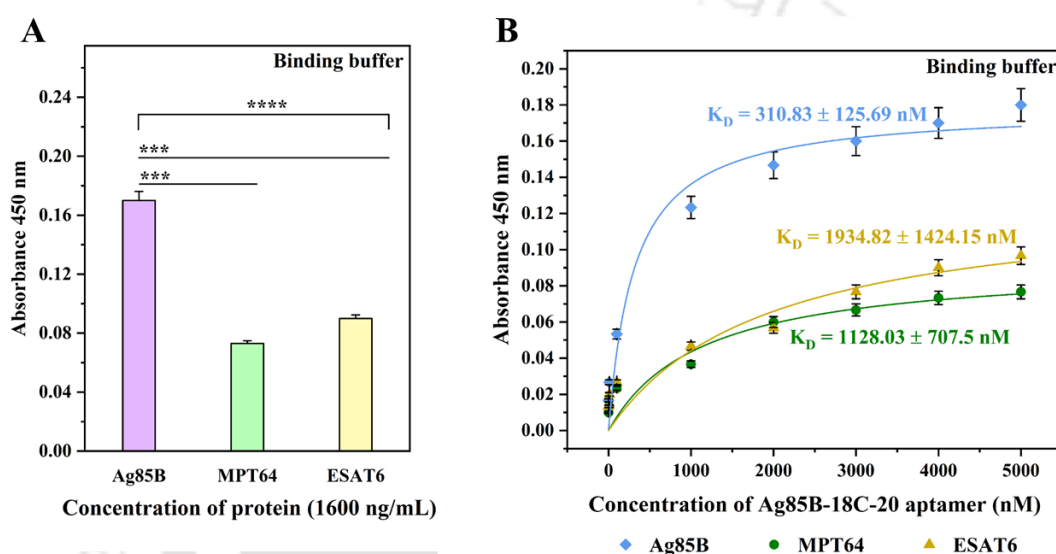 A
Binding buffer
****
***
***
0.24
0.20
0.16
0.12
0.08
0.04
0.00
Absorbance 450 nm
Ag85B MPT64 ESAT6
Concentration of protein (1600 ng/mL)
B
Binding buffer
K_D = 310.83 ± 125.69 nM
K_D = 1934.82 ± 1424.15 nM
K_D = 1128.03 ± 707.5 nM
0.20
0.18
0.16
0.14
0.12
0.10
0.08
0.06
0.04
0.02
0.00
Absorbance 450 nm
0 1000 2000 3000 4000 5000
Concentration of Ag85B-18C-20 aptamer (nM)
Ag85B MPT64 ESAT6